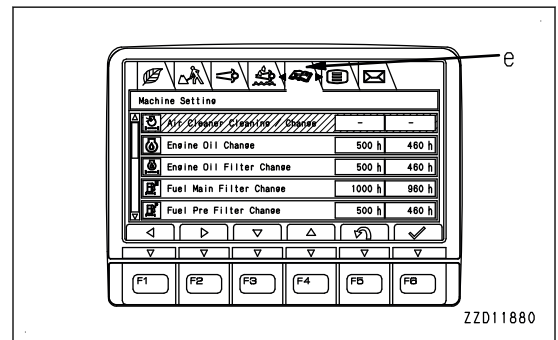 e
Machine Setting
Air Cleaner Cleaning / Change - -
Engine Oil Change 500 h 460 h
Engine Oil Filter Change 500 h 460 h
Fuel Main Filter Change 1000 h 960 h
Fuel Pre Filter Change 500 h 460 h
F1 F2 F3 F4 F5 F6
ZZD11880